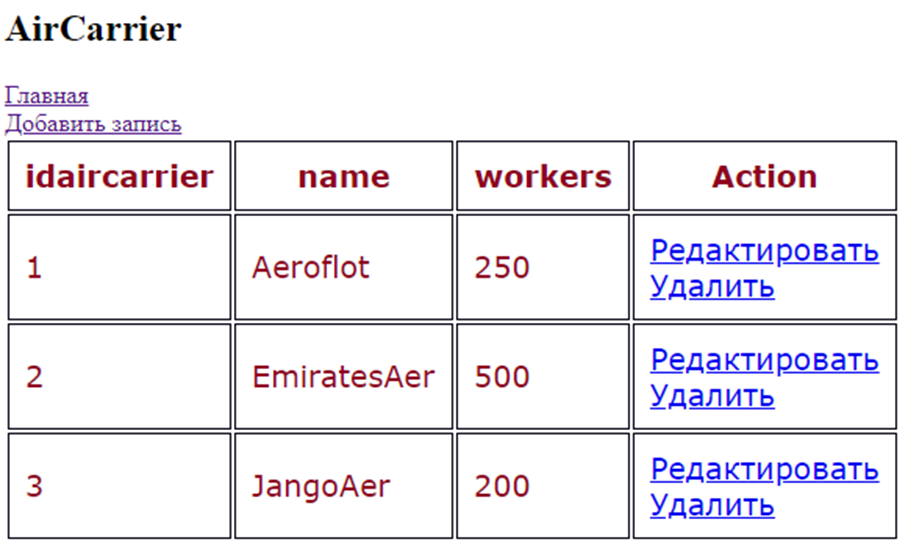 AirCarrier
Главная
Добавить запись
idaircarrier name workers Action
1 Aeroflot 250 Редактировать
Удалить
2 EmiratesAer 500 Редактировать
Удалить
3 JangoAer 200 Редактировать
Удалить